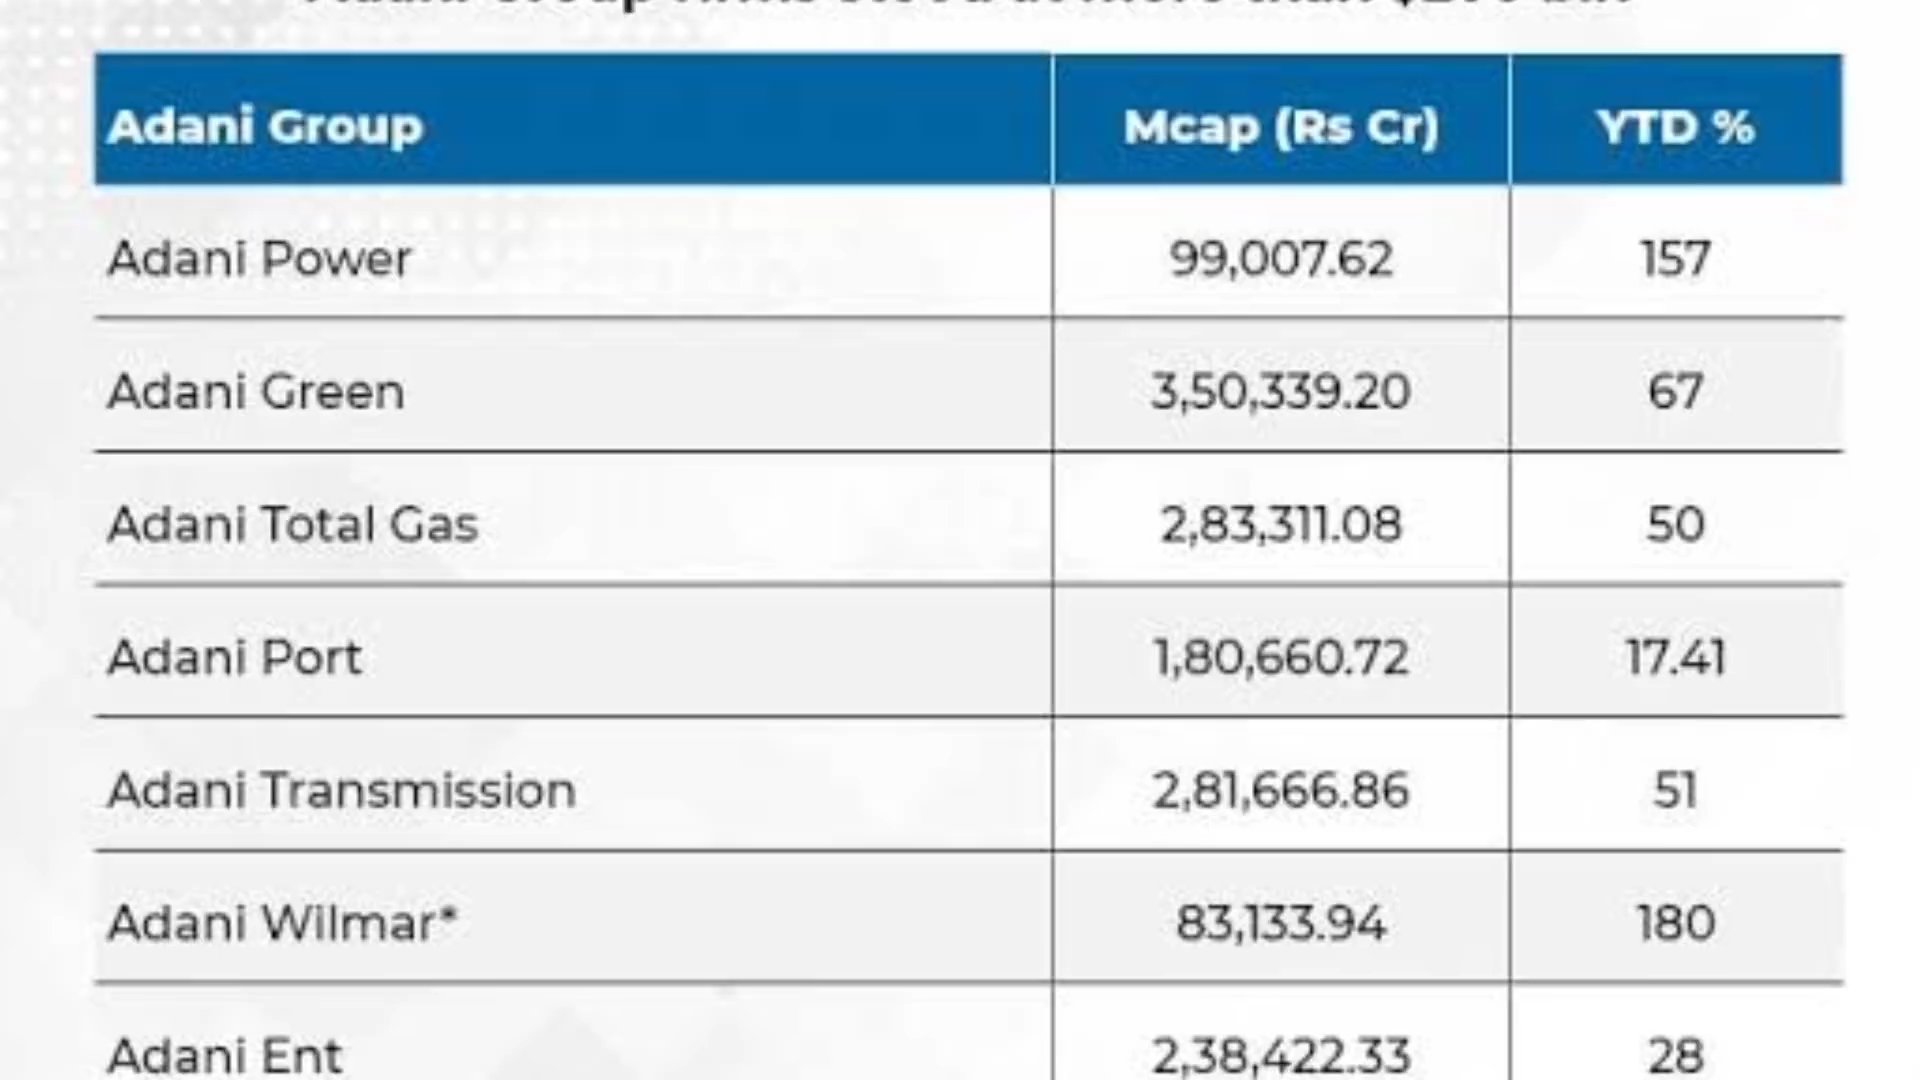 Adani Group Mcap (Rs Cr) YTD %
Adani Power 99,007.62 157
Adani Green 3,50,339.20 67
Adani Total Gas 2,83,311.08 50
Adani Port 1,80,660.72 17.41
Adani Transmission 2,81,666.86 51
Adani Wilmar* 83,133.94 180
Adani Ent 2,38,422.33 28